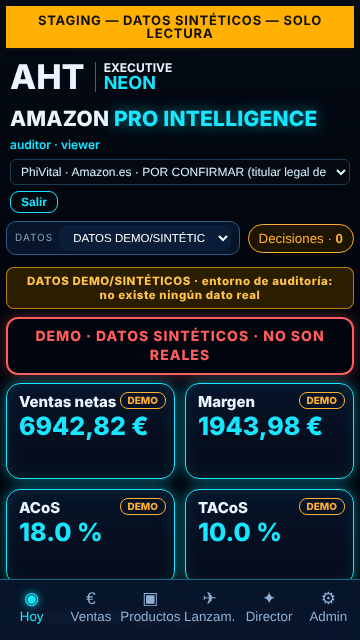 STAGING — DATOS SINTÉTICOS — SOLO
LECTURA
AHT
EXECUTIVE
NEON
AMAZON PRO INTELLIGENCE
auditor · viewer
PhiVital · Amazon.es · POR CONFIRMAR (titular legal de
Salir
DATOS
DATOS DEMO/SINTÉTIC
Decisiones · 0
DATOS DEMO/SINTÉTICOS · entorno de auditoría:
no existe ningún dato real
DEMO · DATOS SINTÉTICOS · NO SON
REALES
Ventas netas DEMO
6942,82 €
Margen DEMO
1943,98 €
ACoS DEMO
18.0 %
TACoS DEMO
10.0 %
Hoy
€
Ventas
Productos
Lanzam.
Director
Admin